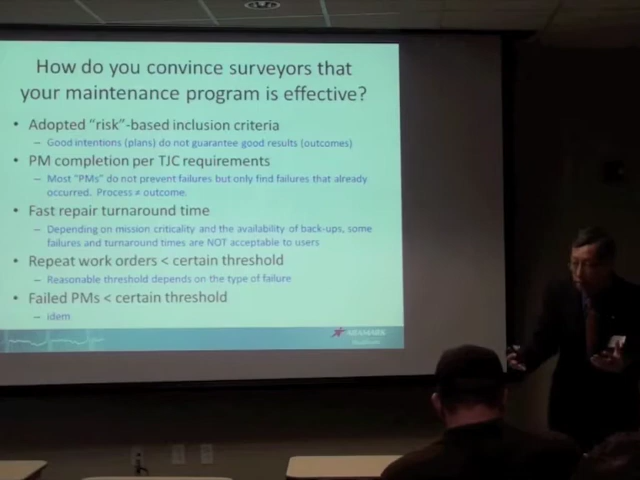 How do you convince surveyors that
your maintenance program is effective?
• Adopted "risk"-based inclusion criteria
– Good intentions (plans) do not guarantee good results (outcomes)
• PM completion per TJC requirements
– Most "PMs" do not prevent failures but only find failures that already
occurred. Process ≠ outcome.
• Fast repair turnaround time
– Depending on mission criticality and the availability of back-ups, some
failures and turnaround times are NOT acceptable to users
• Repeat work orders < certain threshold
– Reasonable threshold depends on the type of failure
• Failed PMs < certain threshold
– idem
ARAMARK
Healthcare